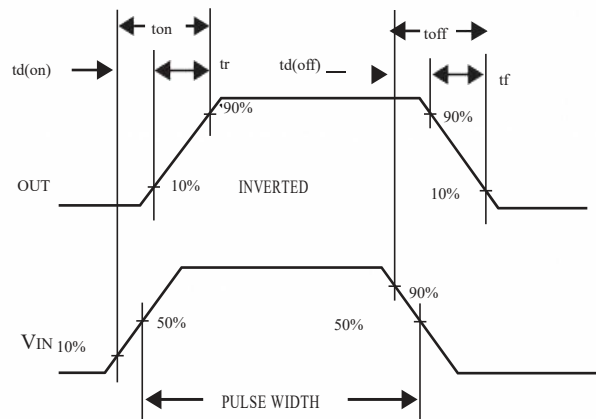 ton
toff
td(on)
tr
td(off)
tf
90%
90%
OUT
10%
INVERTED
10%
90%
50%
50%
VIN 10%
PULSE WIDTH